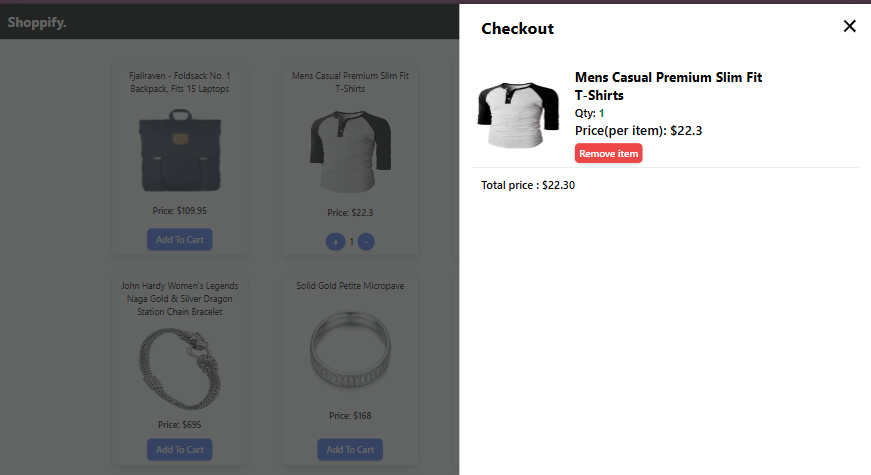 Shoppify.
Fjallraven - Foldsack No. 1
Backpack, Fits 15 Laptops
Price: $109.95
Add To Cart
Mens Casual Premium Slim Fit
T-Shirts
Price: $22.3
+ 1 -
John Hardy Women's Legends
Naga Gold & Silver Dragon
Station Chain Bracelet
Price: $695
Add To Cart
Solid Gold Petite Micropave
Price: $168
Add To Cart
Checkout
Mens Casual Premium Slim Fit
T-Shirts
Qty: 1
Price(per item): $22.3
Remove item
Total price : $22.30